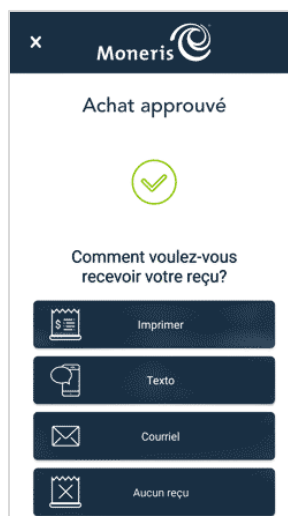 ×
Moneris
Achat approuvé
Comment voulez-vous
recevoir votre reçu?
Imprimer
Texto
Courriel
Aucun reçu